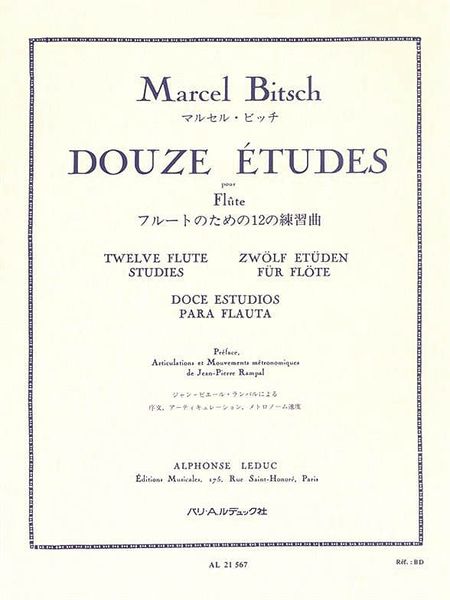 Marcel Bitsch
マルセル・ビッチ
DOUZE ÉTUDES
pour
Flûte
フルートのための12の練習曲
TWELVE FLUTE
STUDIES
ZWÖLF ETÜDEN
FÜR FLÖTE
DOCE ESTUDIOS
PARA FLAUTA
Préface,
Articulations et Mouvements métronomiques
de Jean-Pierre Rampal
ジャン=ピエール・ランパルによる
序文、アーティキュレーション、メトロノーム速度
ALPHONSE LEDUC
Éditions Musicales, 175, Rue Saint-Honoré, Paris
パリ・A.ルデュック社
AL 21 567
Réf. : BD